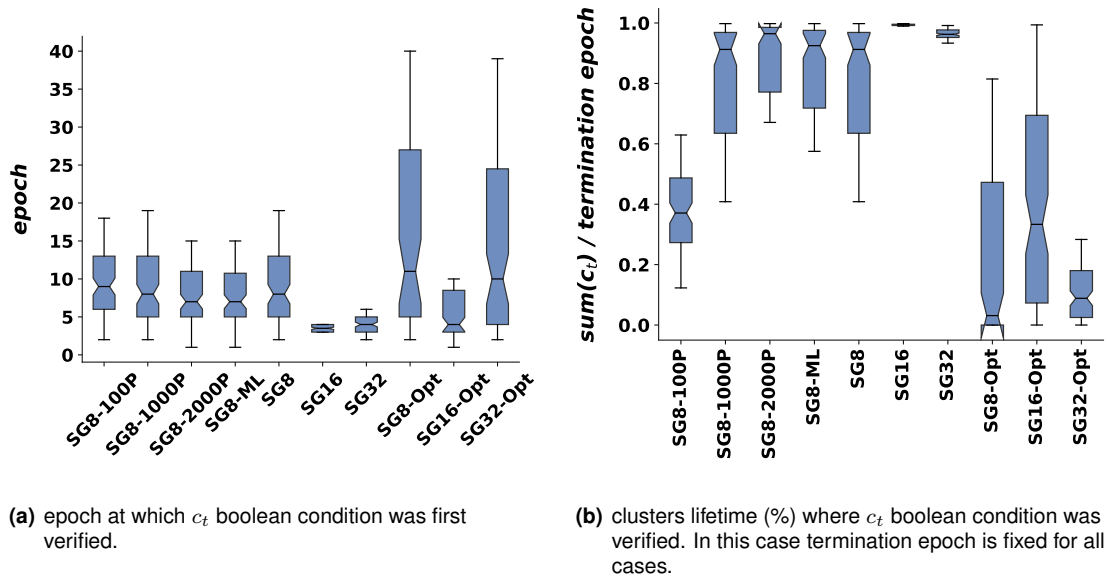 epoch
40
35
30
25
20
15
10
5
0
SG8-100P
SG8-1000P
SG8-2000P
SG8-ML
SG8
SG16
SG32
SG8-Opt
SG16-Opt
SG32-Opt
(a) epoch at which c_t boolean condition was first
verified.
sum(c_t) / termination epoch
1.0
0.8
0.6
0.4
0.2
0.0
SG8-100P
SG8-1000P
SG8-2000P
SG8-ML
SG8
SG16
SG32
SG8-Opt
SG16-Opt
SG32-Opt
(b) clusters lifetime (%) where c_t boolean condition was
verified. In this case termination epoch is fixed for all
cases.